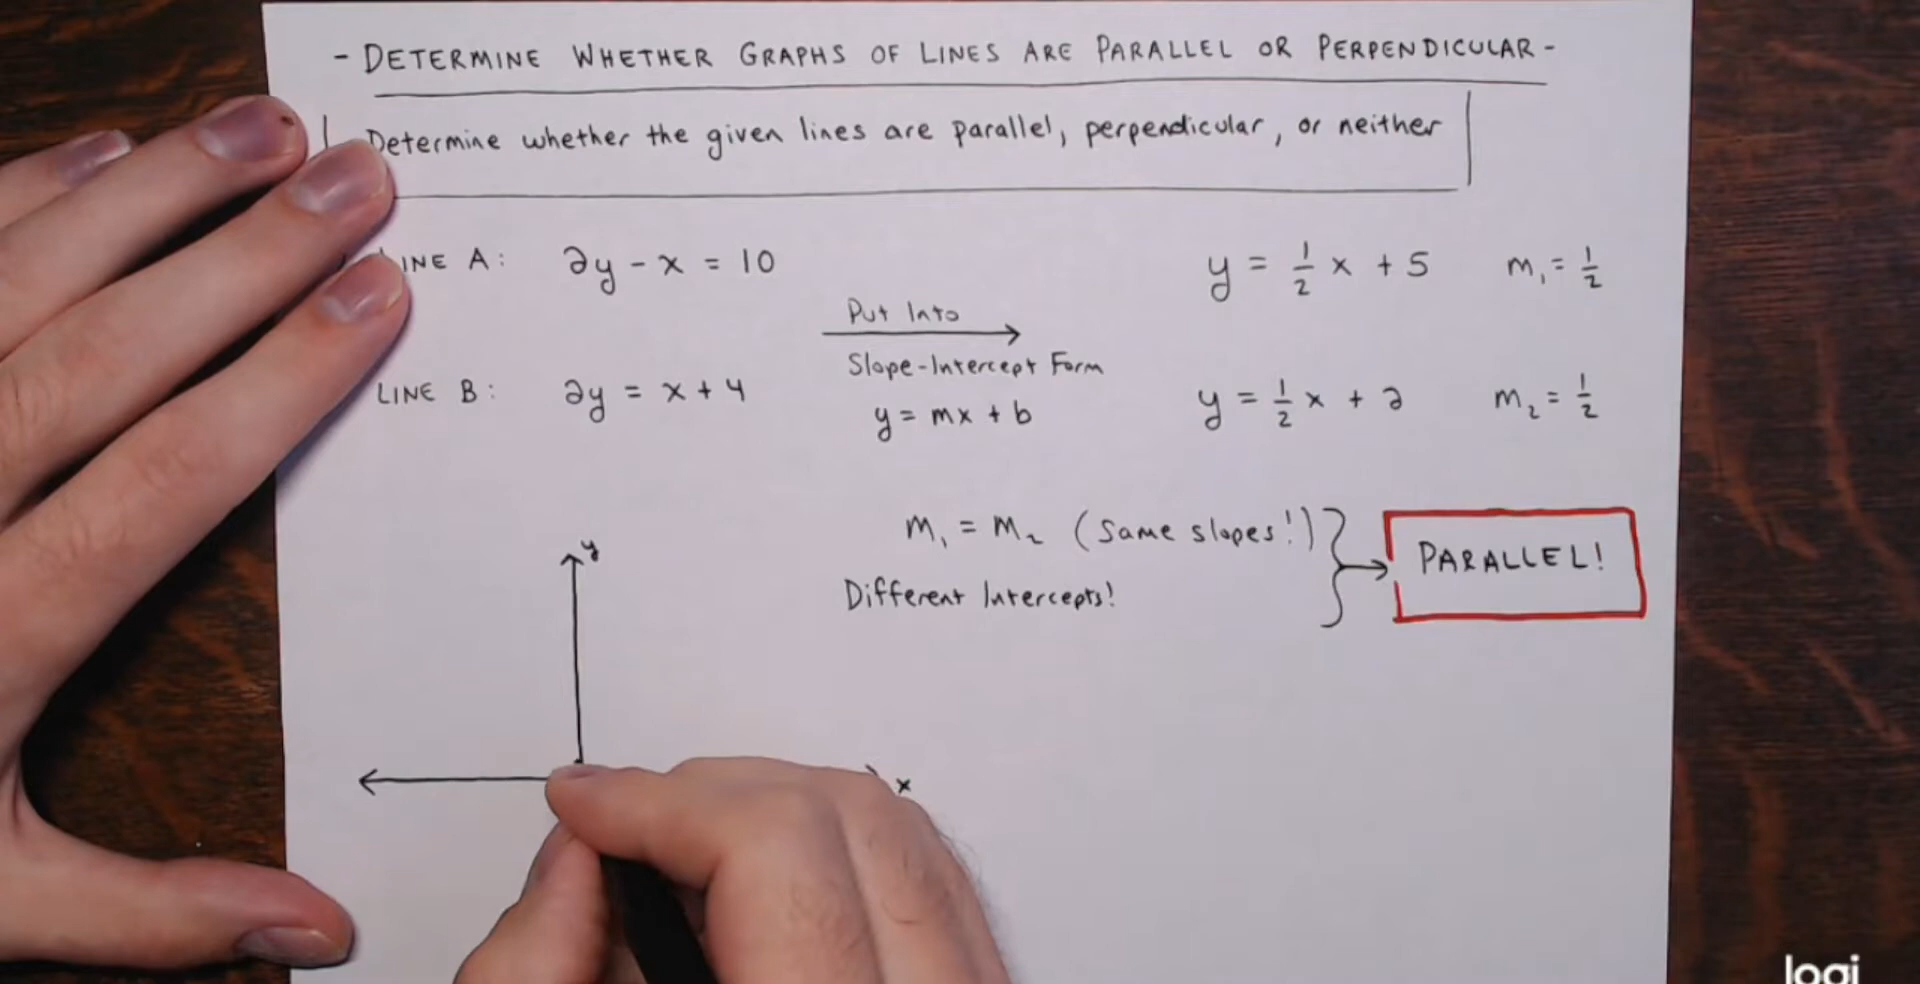 - DETERMINE WHETHER GRAPHS OF LINES ARE PARALLEL OR PERPENDICULAR -
Determine whether the given lines are parallel, perpendicular, or neither
LINE A: 2y - x = 10
y = 1/2 x + 5 m₁ = 1/2
Put Into
Slope-Intercept Form
y = mx + b
LINE B: 2y = x + 4
y = 1/2 x + 2 m₂ = 1/2
m₁ = m₂ (Same slopes!)
Different Intercepts!
PARALLEL!
y
x
logi